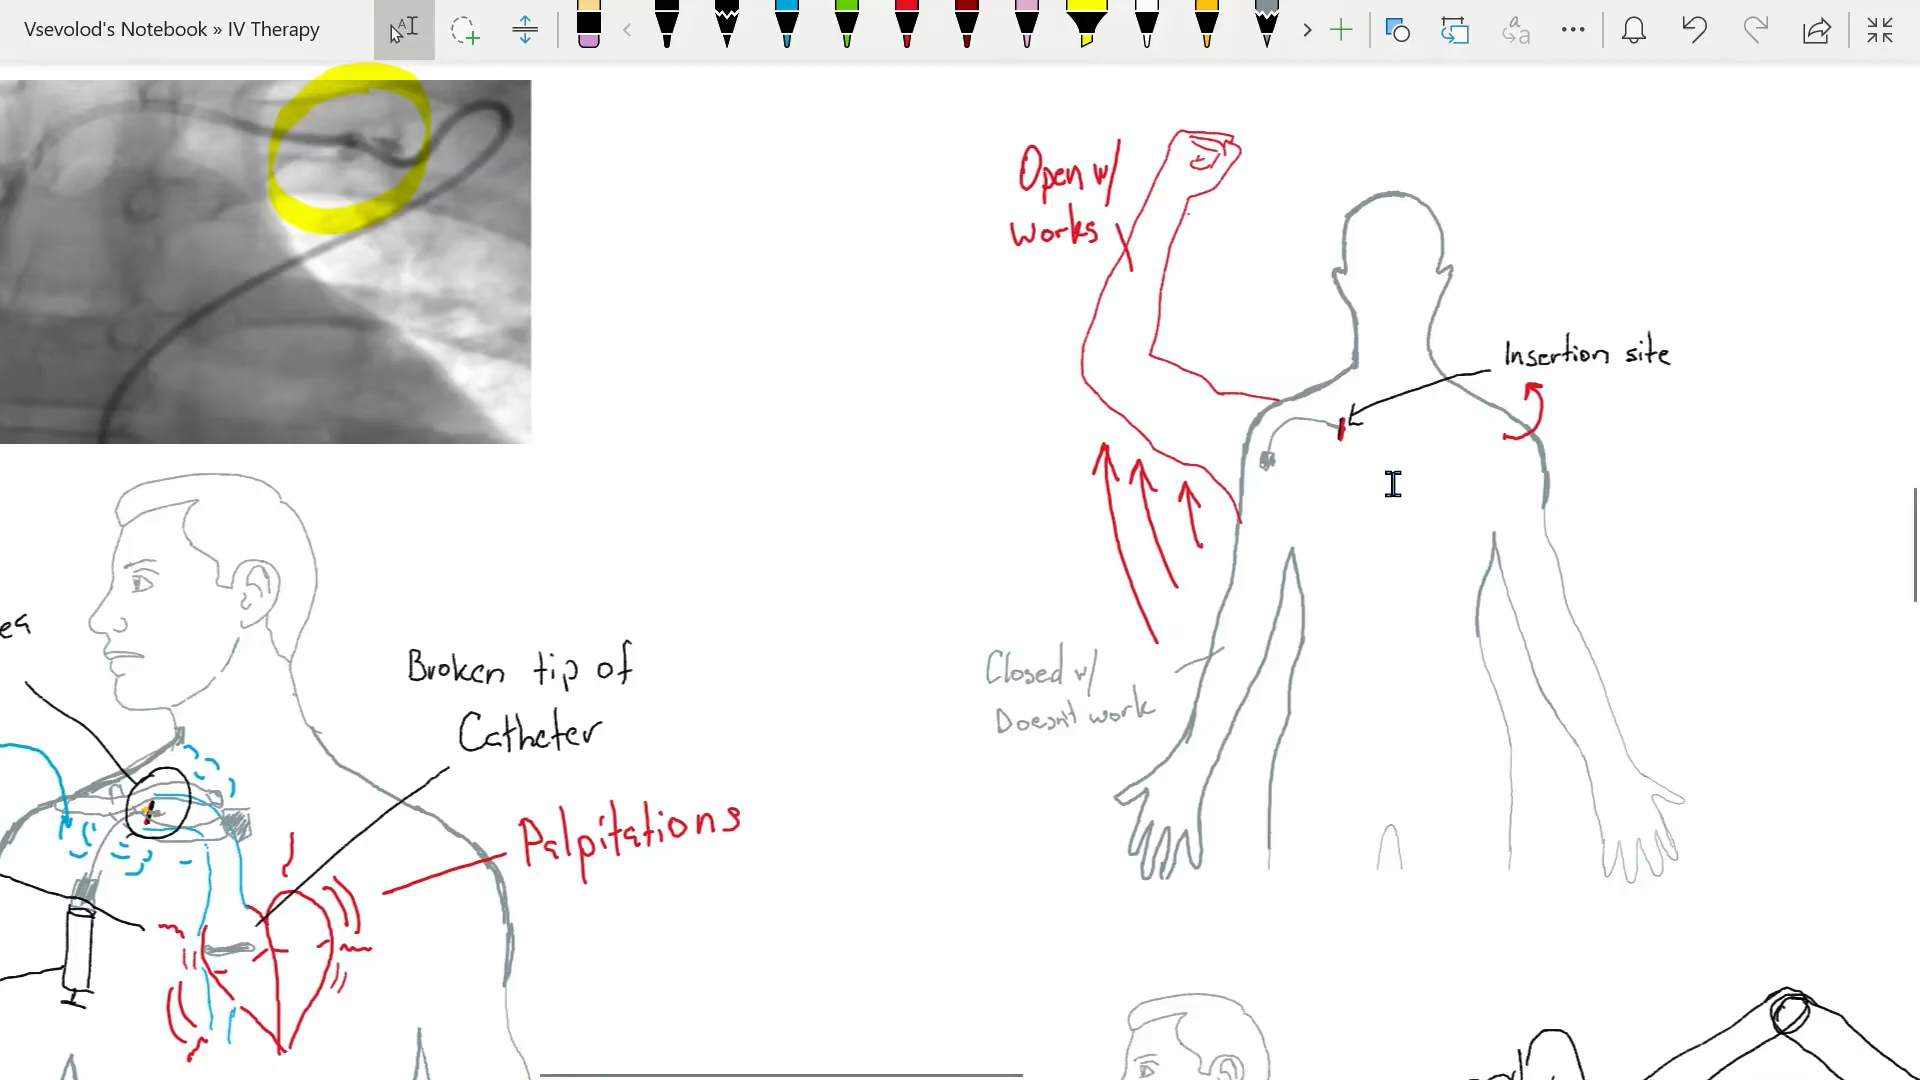 Vsevolod's Notebook » IV Therapy
Open w/
works
Insertion site
Closed w/
Doesn't work
Broken tip of
Catheter
Palpitations